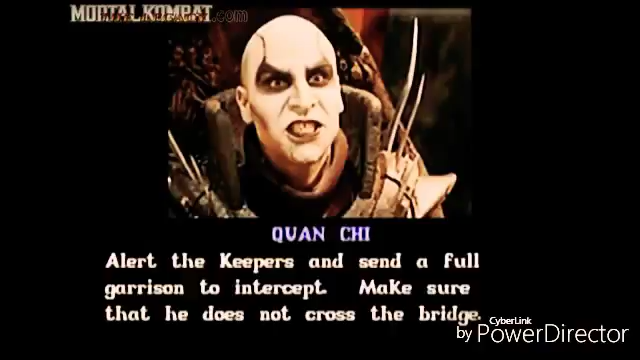 MORTAL KOMBAT
.com
QUAN CHI
Alert the Keepers and send a full
garrison to intercept. Make sure
that he does not cross the bridge.
CyberLink
by PowerDirector